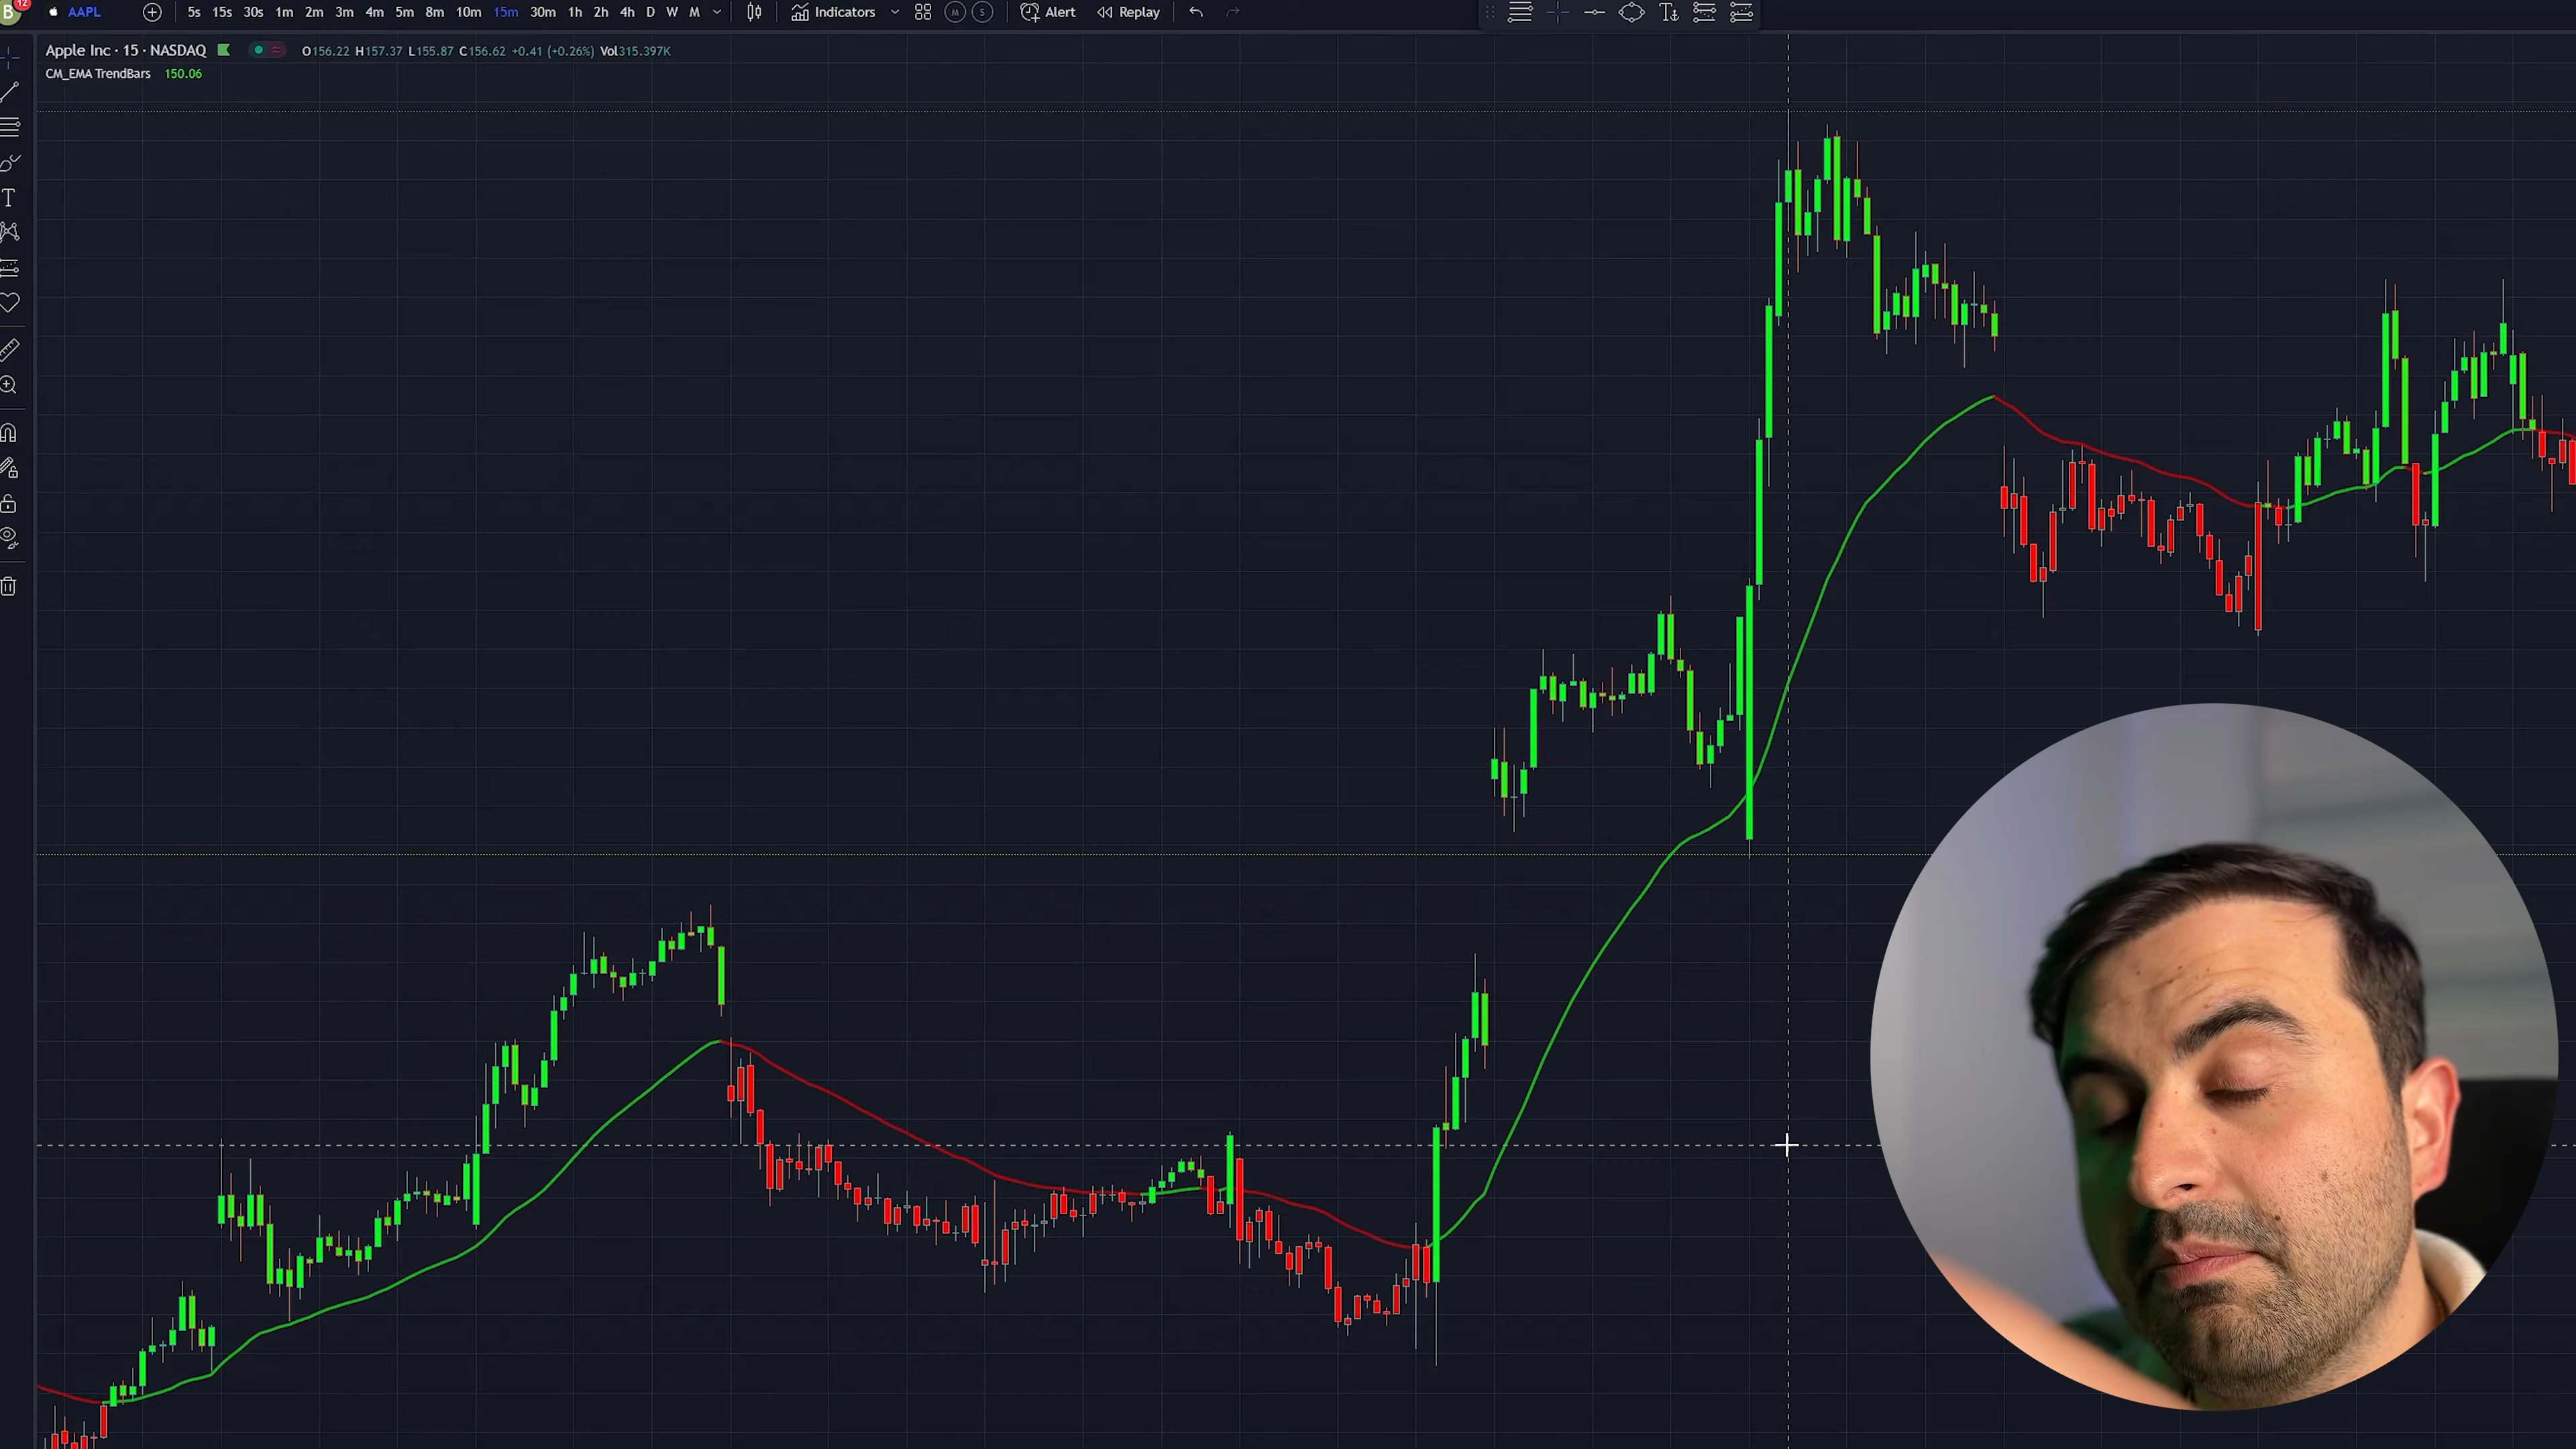 B 12 AAPL 5s 15s 30s 1m 2m 3m 4m 5m 8m 10m 15m 30m 1h 2h 4h D W M Indicators M S Alert Replay
Apple Inc · 15 · NASDAQ O156.22 H157.37 L155.87 C156.62 +0.41 (+0.26%) Vol315.397K
CM_EMA TrendBars 150.06